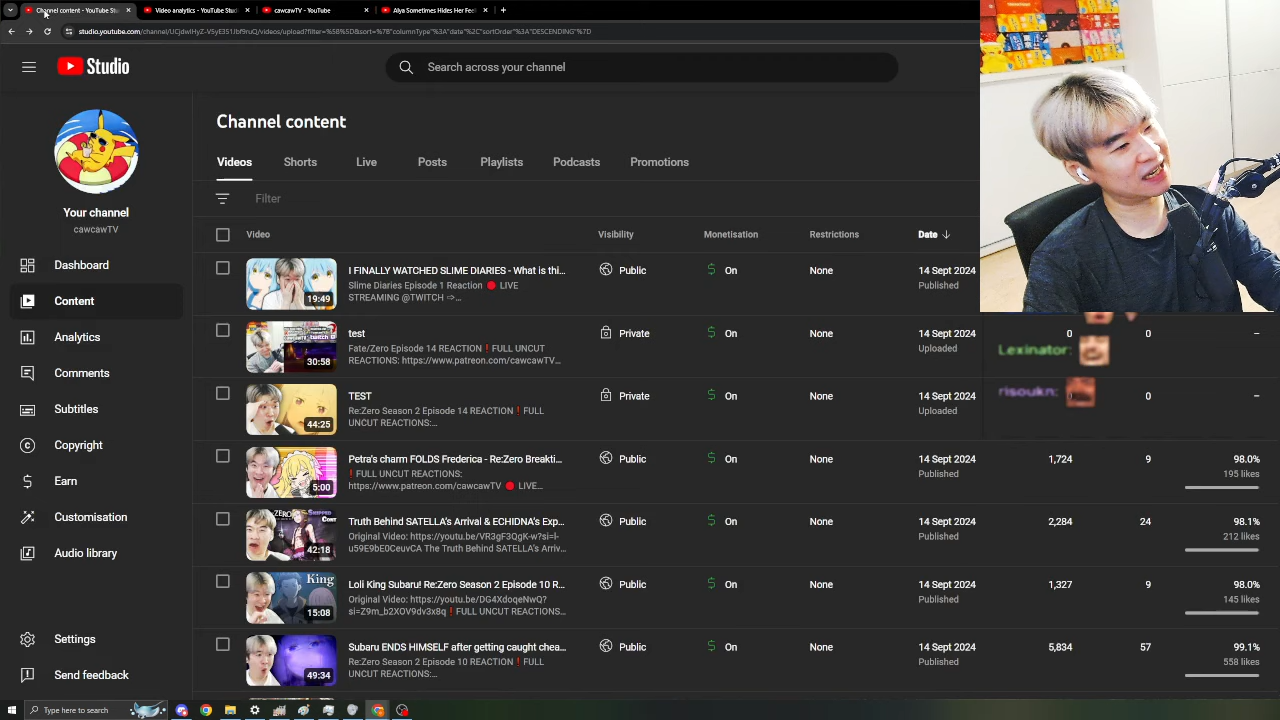 Channel content - YouTube Stu
Video analytics - YouTube Studi
cawcawTV - YouTube
Alya Sometimes Hides Her Feel
Studio
Search across your channel
Your channel
cawcawTV
Dashboard
Content
Analytics
Comments
Subtitles
Copyright
Earn
Customisation
Audio library
Settings
Send feedback
Channel content
Videos Shorts Live Posts Playlists Podcasts Promotions
Filter
Video Visibility Monetisation Restrictions Date
19:49
I FINALLY WATCHED SLIME DIARIES - What is thi... Public On None 14 Sept 2024
Slime Diaries Episode 1 Reaction 🔴 LIVE Published
STREAMING @TWITCH ->...
30:58
test Private On None 14 Sept 2024 0 0 –
Fate/Zero Episode 14 REACTION❗FULL UNCUT Uploaded
REACTIONS: https://www.patreon.com/cawcawTV...
Lexinator:
44:25
TEST Private On None 14 Sept 2024 0 –
Re:Zero Season 2 Episode 14 REACTION❗FULL Uploaded
UNCUT REACTIONS:...
risoukn:
5:00
Petra's charm FOLDS Frederica - Re:Zero Breakti... Public On None 14 Sept 2024 1,724 9 98.0%
❗FULL UNCUT REACTIONS: Published 195 likes
https://www.patreon.com/cawcawTV 🔴 LIVE...
42:18
Truth Behind SATELLA's Arrival & ECHIDNA's Exp... Public On None 14 Sept 2024 2,284 24 98.1%
Original Video: https://youtu.be/VR3gF3QgK-w?si=l- Published 212 likes
u59E9bE0CeuvCA The Truth Behind SATELLA's Arriv...
King
15:08
Loli King Subaru! Re:Zero Season 2 Episode 10 R... Public On None 14 Sept 2024 1,327 9 98.0%
Original Video: https://youtu.be/DG4XdoqeNwQ? Published 145 likes
si=Z9m_b2XOV9dv3x8q❗FULL UNCUT REACTIONS...
49:34
Subaru ENDS HIMSELF after getting caught chea... Public On None 14 Sept 2024 5,834 57 99.1%
Re:Zero Season 2 Episode 10 REACTION❗FULL Published 558 likes
UNCUT REACTIONS:...
Type here to search